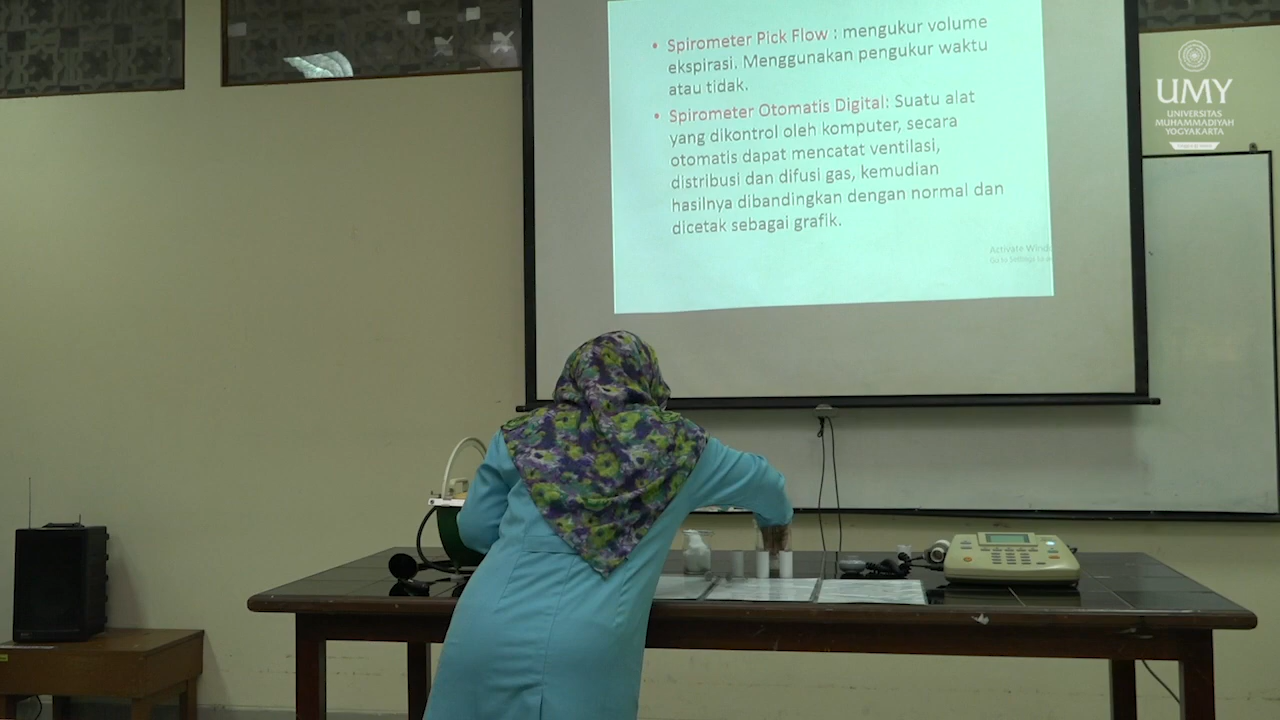 • Spirometer Pick Flow : mengukur volume
ekspirasi. Menggunakan pengukur waktu
atau tidak.
• Spirometer Otomatis Digital: Suatu alat
yang dikontrol oleh komputer, secara
otomatis dapat mencatat ventilasi,
distribusi dan difusi gas, kemudian
hasilnya dibandingkan dengan normal dan
dicetak sebagai grafik.
Activate Wind
UMY
UNIVERSITAS
MUHAMMADIYAH
YOGYAKARTA